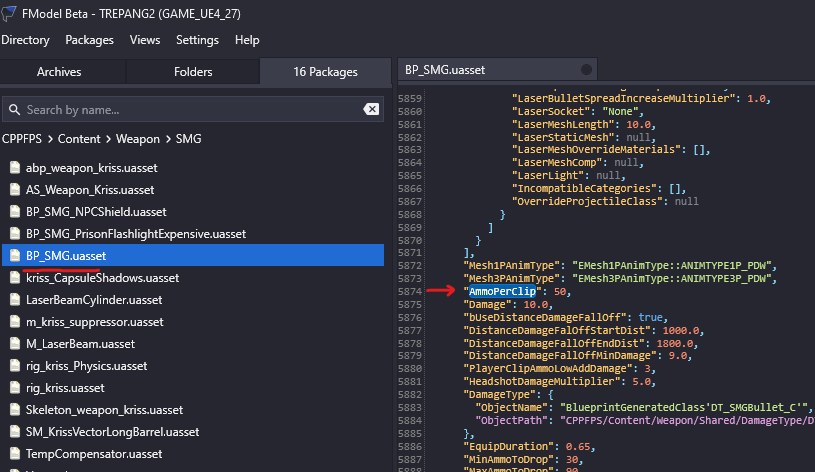 FModel Beta - TREPANG2 (GAME_UE4_27)
Directory Packages Views Settings Help
Archives Folders 16 Packages
Search by name...
CPPFPS > Content > Weapon > SMG
abp_weapon_kriss.uasset
AS_Weapon_Kriss.uasset
BP_SMG_NPCShield.uasset
BP_SMG_PrisonFlashlightExpensive.uasset
BP_SMG.uasset
kriss_CapsuleShadows.uasset
LaserBeamCylinder.uasset
m_kriss_suppressor.uasset
M_LaserBeam.uasset
rig_kriss_Physics.uasset
rig_kriss.uasset
Skeleton_weapon_kriss.uasset
SM_KrissVectorLongBarrel.uasset
TempCompensator.uasset
BP_SMG.uasset
5859 "LaserBulletSpreadIncreaseMultiplier": 1.0,
5860 "LaserSocket": "None",
5861 "LaserMeshLength": 10.0,
5862 "LaserStaticMesh": null,
5863 "LaserMeshOverrideMaterials": [],
5864 "LaserMeshComp": null,
5865 "LaserLight": null,
5866 "IncompatibleCategories": [],
5867 "OverrideProjectileClass": null
5868 }
5869 ]
5870 }
5871 ],
5872 "Mesh1PAnimType": "EMesh1PAnimType::ANIMTYPE1P_PDW",
5873 "Mesh3PAnimType": "EMesh3PAnimType::ANIMTYPE3P_PDW",
5874 "AmmoPerClip": 50,
5875 "Damage": 10.0,
5876 "bUseDistanceDamageFallOff": true,
5877 "DistanceDamageFalOffStartDist": 1000.0,
5878 "DistanceDamageFallOffEndDist": 1800.0,
5879 "DistanceDamageFallOffMinDamage": 9.0,
5880 "PlayerClipAmmoLowAddDamage": 3,
5881 "HeadshotDamageMultiplier": 5.0,
5882 "DamageType": {
5883 "ObjectName": "BlueprintGeneratedClass'DT_SMGBullet_C'",
5884 "ObjectPath": "CPPFPS/Content/Weapon/Shared/DamageType/D
5885 },
5886 "EquipDuration": 0.65,
5887 "MinAmmoToDrop": 30,
5888 "MaxAmmoToDrop": 90